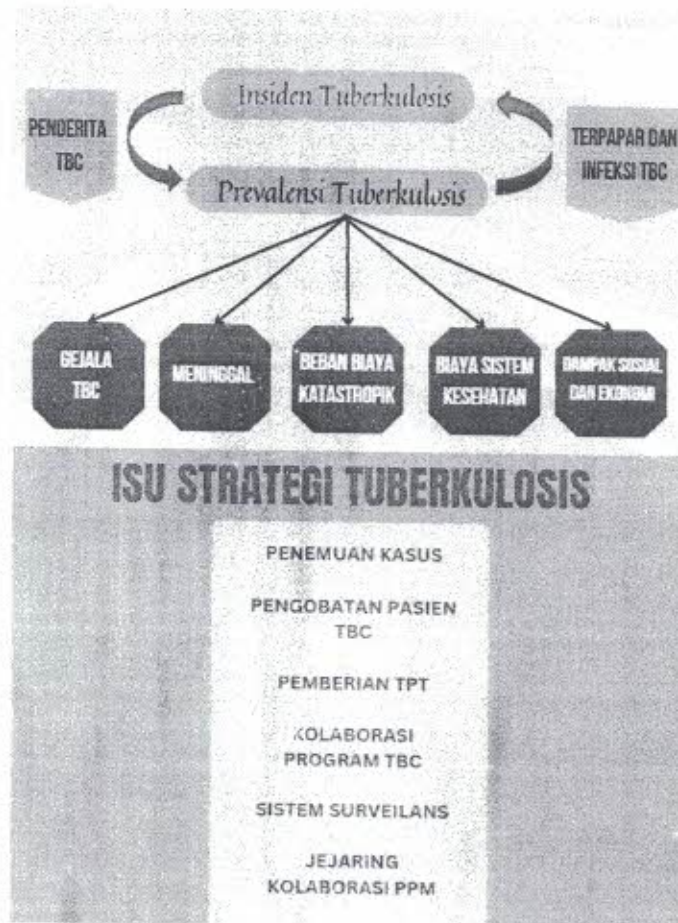 Insiden Tuberkulosis
PENDERITA
TBC
TERPAPAR DAN
INFEKSI TBC
Prevalensi Tuberkulosis
GEJALA
TBC
MENINGGAL
BEBAN BIAYA
KATASTROPIK
BIAYA SISTEM
KESEHATAN
DAMPAK SOSIAL
DAN EKONOMI
ISU STRATEGI TUBERKULOSIS
PENEMUAN KASUS
PENGOBATAN PASIEN
TBC
PEMBERIAN TPT
KOLABORASI
PROGRAM TBC
SISTEM SURVEILANS
JEJARING
KOLABORASI PPM